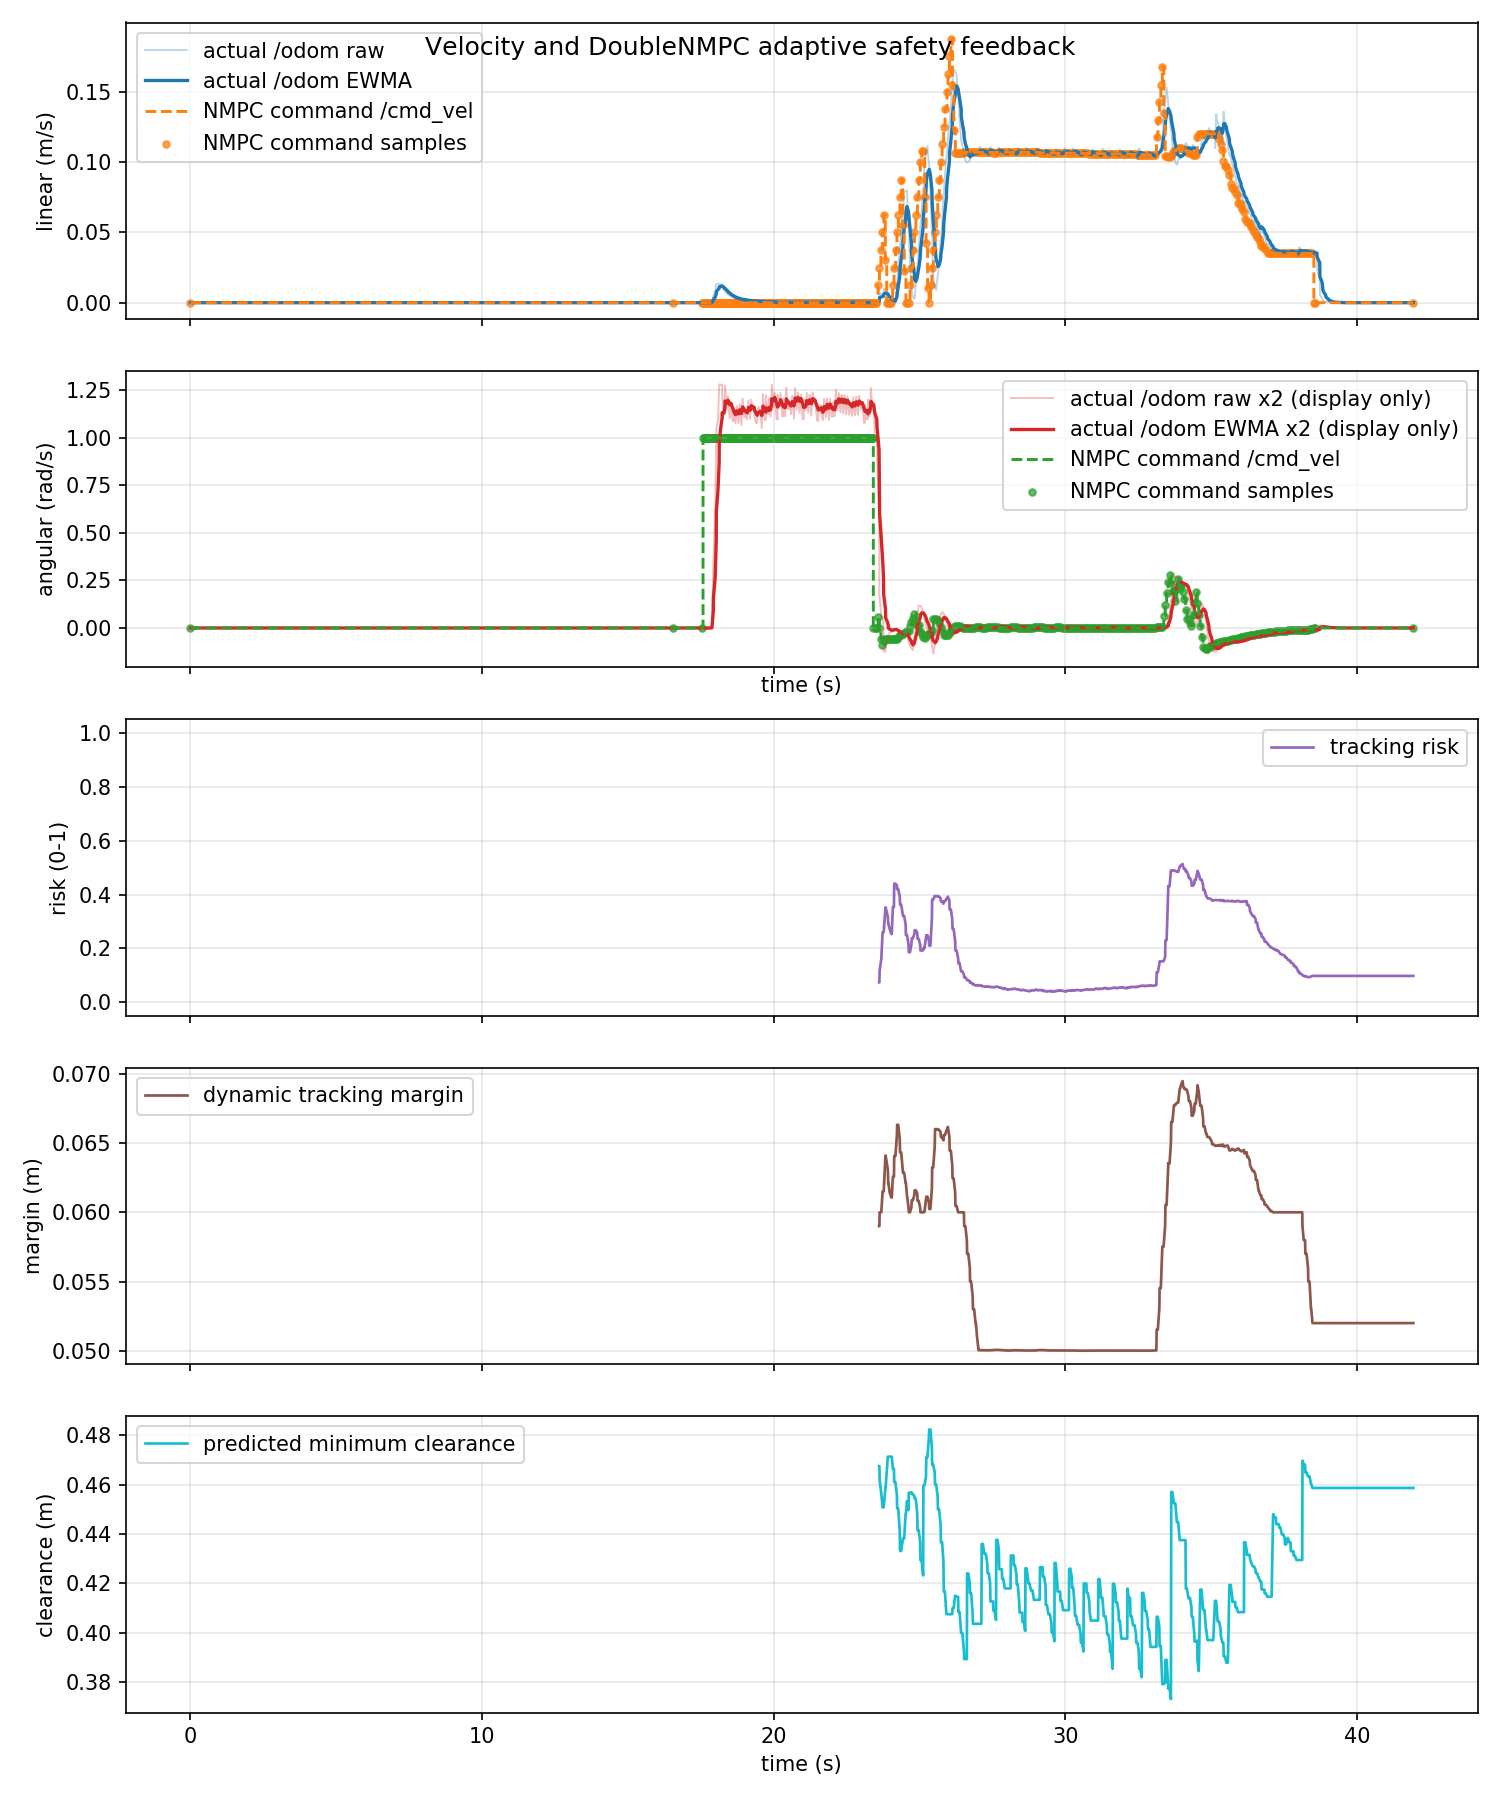 Velocity and DoubleNMPC adaptive safety feedback
actual /odom raw
actual /odom EWMA
NMPC command /cmd_vel
NMPC command samples
linear (m/s)
0.15
0.10
0.05
0.00
actual /odom raw x2 (display only)
actual /odom EWMA x2 (display only)
NMPC command /cmd_vel
NMPC command samples
angular (rad/s)
1.25
1.00
0.75
0.50
0.25
0.00
time (s)
tracking risk
risk (0-1)
1.0
0.8
0.6
0.4
0.2
0.0
dynamic tracking margin
margin (m)
0.070
0.065
0.060
0.055
0.050
predicted minimum clearance
clearance (m)
0.48
0.46
0.44
0.42
0.40
0.38
0 10 20 30 40
time (s)